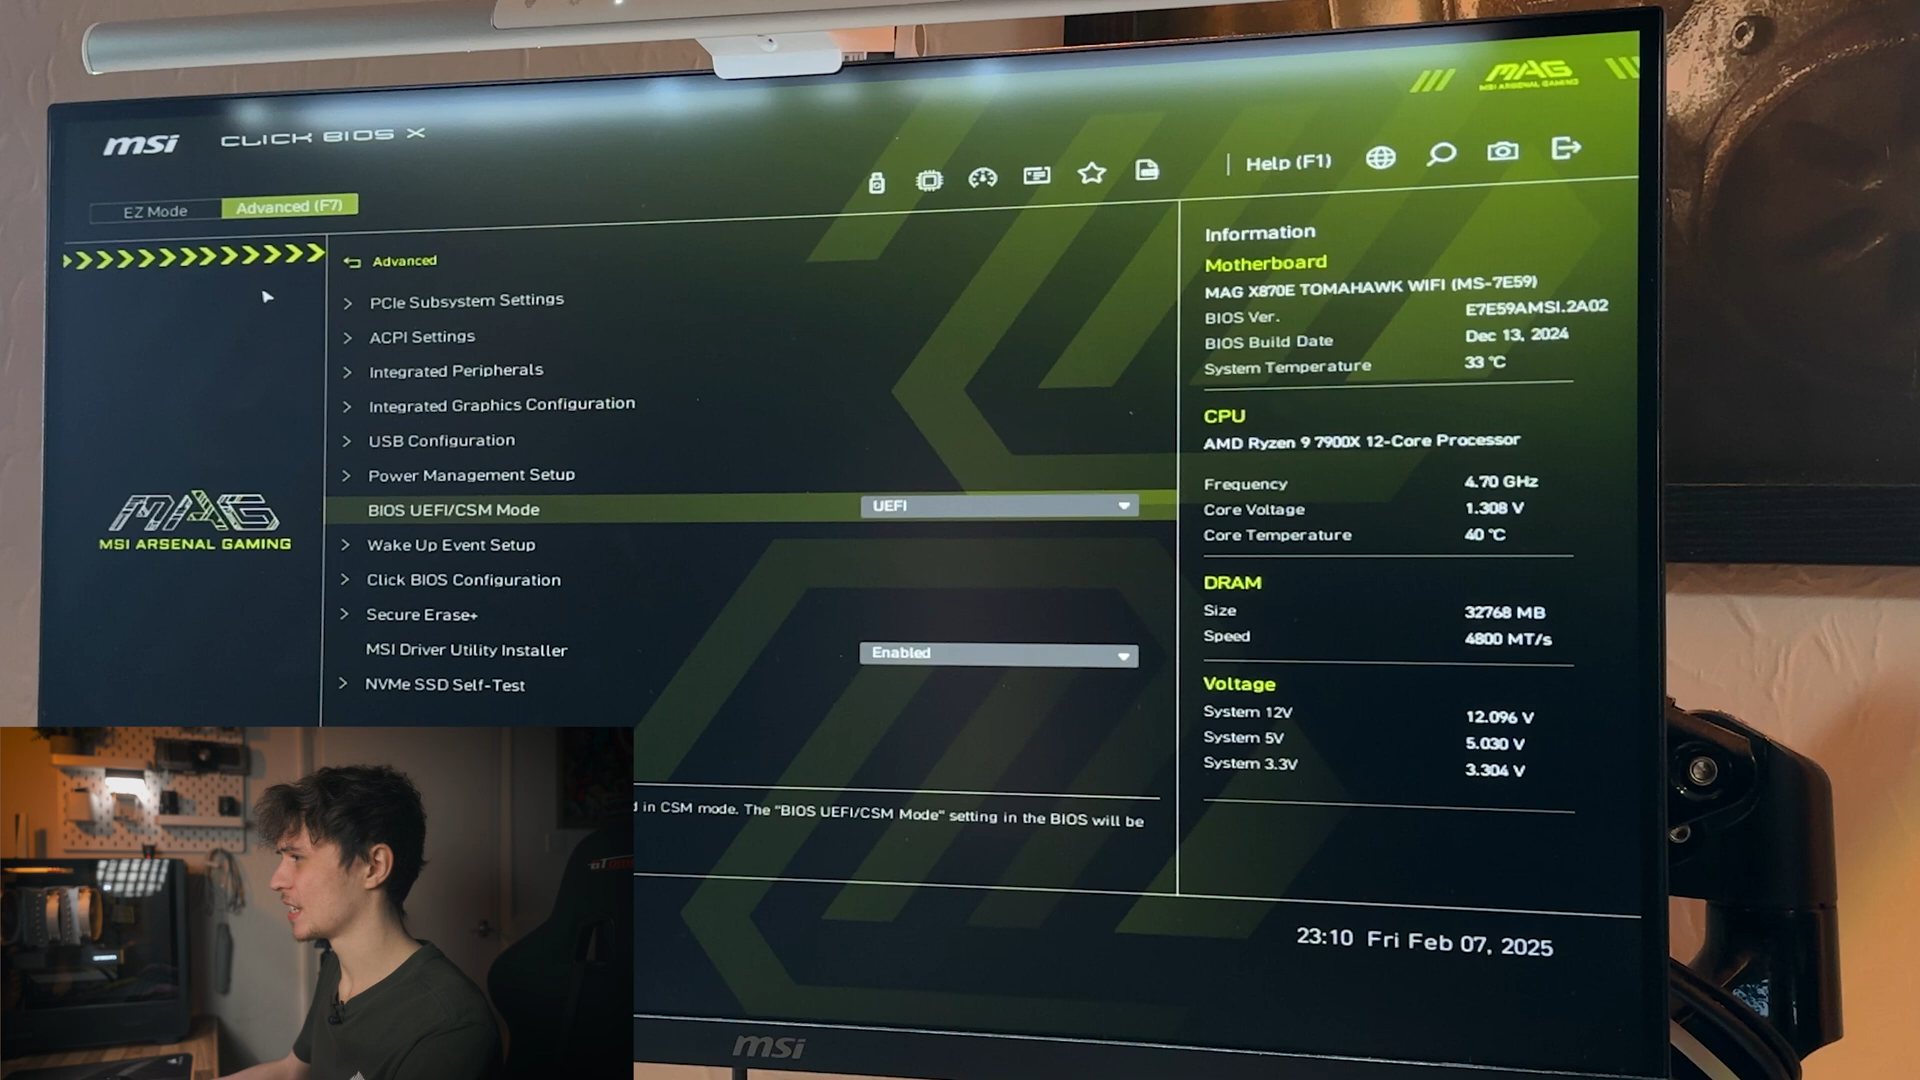 MAG
MSI ARSENAL GAMING
msi CLICK BIOS X
Help (F1)
EZ Mode
Advanced (F7)
Advanced
PCIe Subsystem Settings
ACPI Settings
Integrated Peripherals
Integrated Graphics Configuration
USB Configuration
Power Management Setup
BIOS UEFI/CSM Mode UEFI
Wake Up Event Setup
Click BIOS Configuration
Secure Erase+
MSI Driver Utility Installer Enabled
NVMe SSD Self-Test
MAG
MSI ARSENAL GAMING
in CSM mode. The "BIOS UEFI/CSM Mode" setting in the BIOS will be
Information
Motherboard
MAG X870E TOMAHAWK WIFI (MS-7E59)
BIOS Ver. E7E59AMSI.2A02
BIOS Build Date Dec 13, 2024
System Temperature 33 °C
CPU
AMD Ryzen 9 7900X 12-Core Processor
Frequency 4.70 GHz
Core Voltage 1.308 V
Core Temperature 40 °C
DRAM
Size 32768 MB
Speed 4800 MT/s
Voltage
System 12V 12.096 V
System 5V 5.030 V
System 3.3V 3.304 V
23:10 Fri Feb 07, 2025
msi